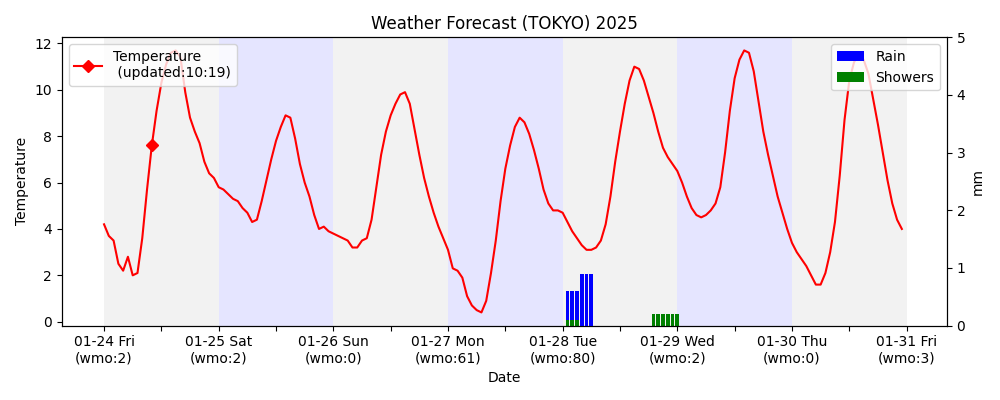 Weather Forecast (TOKYO) 2025
Temperature
(updated:10:19)
Rain
Showers
Temperature
12
10
8
6
4
2
0
5
4
3
2
1
0
mm
01-24 Fri 01-25 Sat 01-26 Sun 01-27 Mon 01-28 Tue 01-29 Wed 01-30 Thu 01-31 Fri
(wmo:2) (wmo:2) (wmo:0) (wmo:61) (wmo:80) (wmo:2) (wmo:0) (wmo:3)
Date